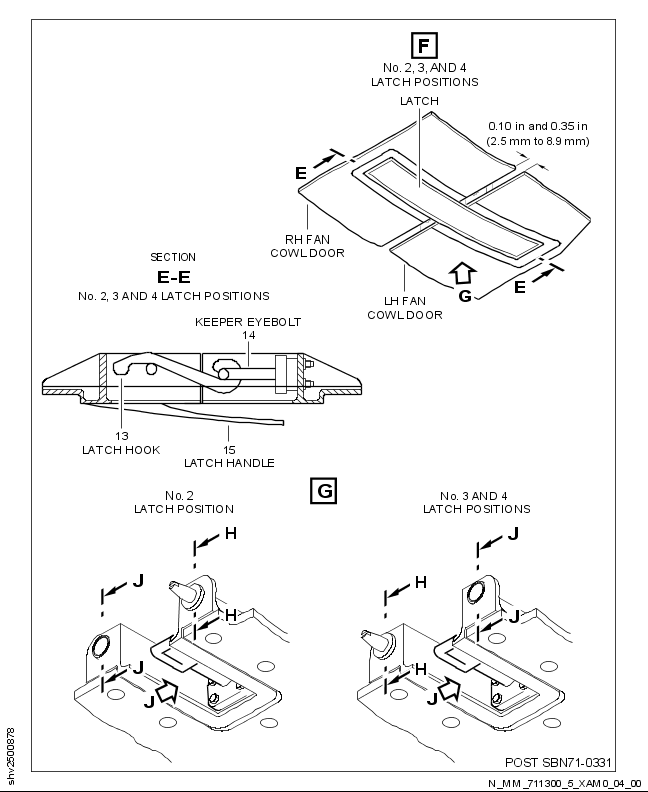 F
No. 2, 3, AND 4
LATCH POSITIONS
LATCH
0.10 in and 0.35 in
(2.5 mm to 8.9 mm)
E
RH FAN
COWL DOOR
E
G
LH FAN
COWL DOOR
SECTION
E-E
No. 2, 3 AND 4 LATCH POSITIONS
KEEPER EYEBOLT
14
13
LATCH HOOK
15
LATCH HANDLE
G
No. 2
LATCH POSITION
H
J
H
J
J
No. 3 AND 4
LATCH POSITIONS
J
H
J
H
J
shv2500878
POST SBN71-0331
N_MM_711300_5_XAM0_04_00